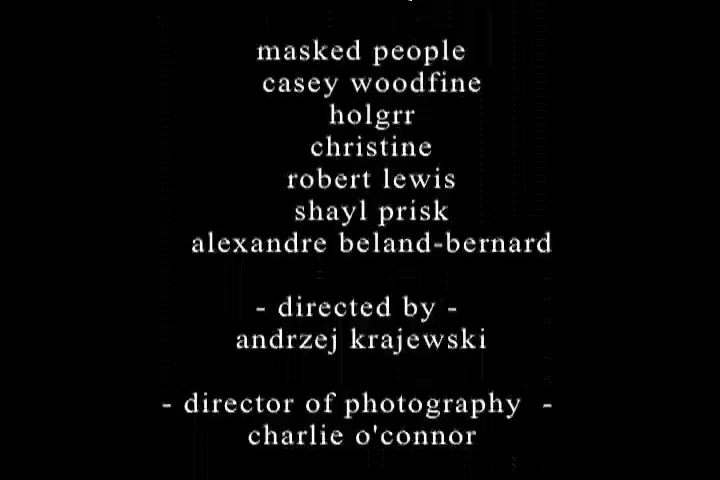 masked people
casey woodfine
holgrr
christine
robert lewis
shayl prisk
alexandre beland-bernard
- directed by -
andrzej krajewski
- director of photography -
charlie o'connor